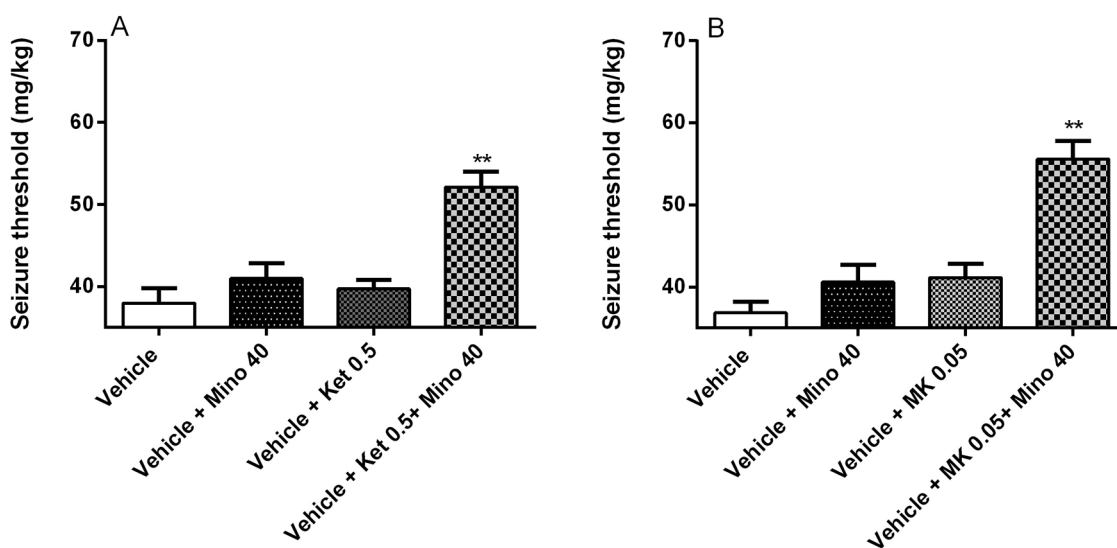 A
Seizure threshold (mg/kg)
70
60
50
40
**
Vehicle
Vehicle + Mino 40
Vehicle + Ket 0.5
Vehicle + Ket 0.5+ Mino 40
B
Seizure threshold (mg/kg)
70
60
50
40
**
Vehicle
Vehicle + Mino 40
Vehicle + MK 0.05
Vehicle + MK 0.05+ Mino 40